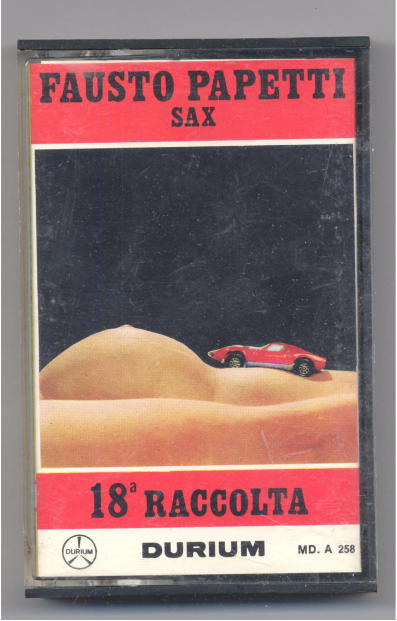 FAUSTO PAPETTI
SAX
18ª RACCOLTA
DURIUM
DURIUM
MD. A 258